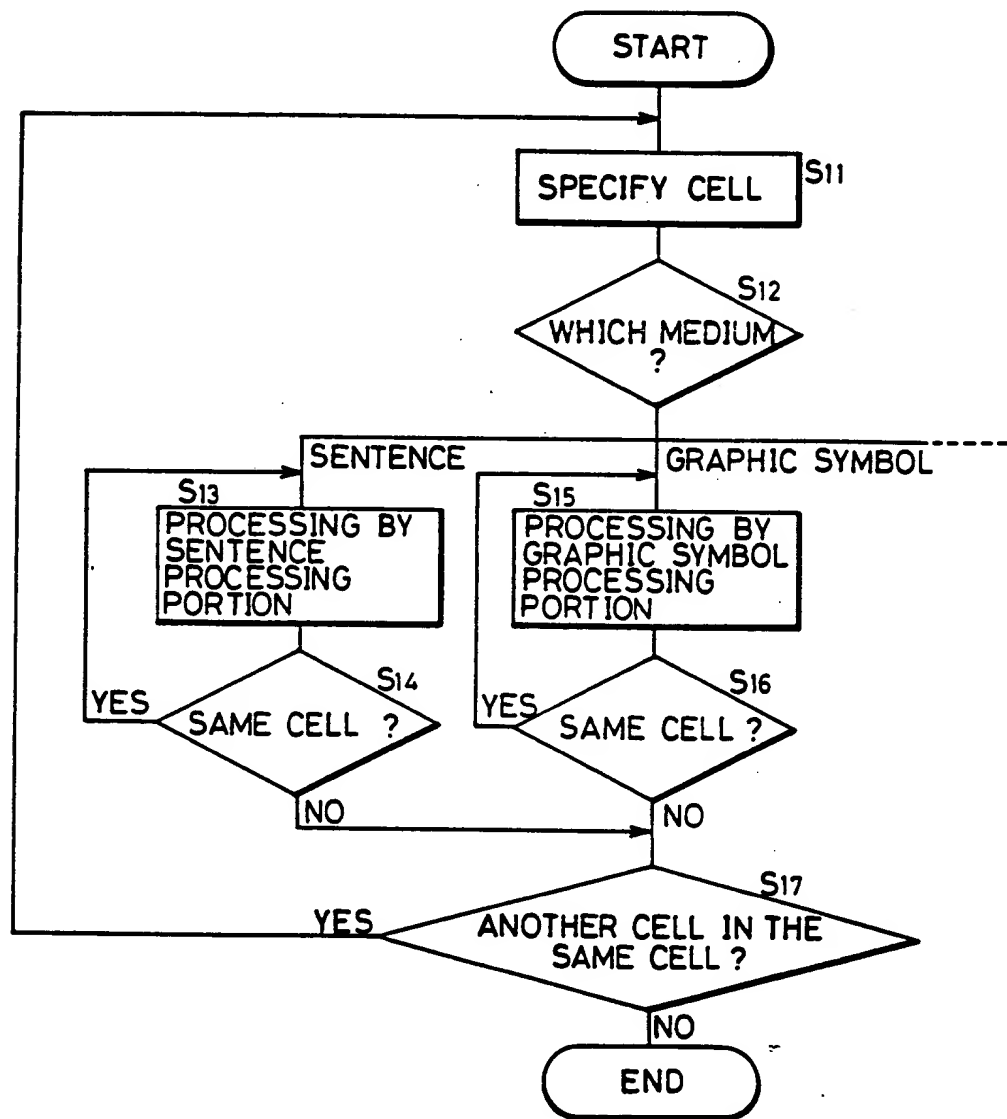 START
SPECIFY CELL
S11
S12
WHICH MEDIUM
?
SENTENCE
GRAPHIC SYMBOL
S13
PROCESSING BY
SENTENCE
PROCESSING
PORTION
S15
PROCESSING BY
GRAPHIC SYMBOL
PROCESSING
PORTION
S14
YES
SAME CELL ?
NO
S16
YES
SAME CELL ?
NO
S17
YES
ANOTHER CELL IN THE
SAME CELL ?
NO
END